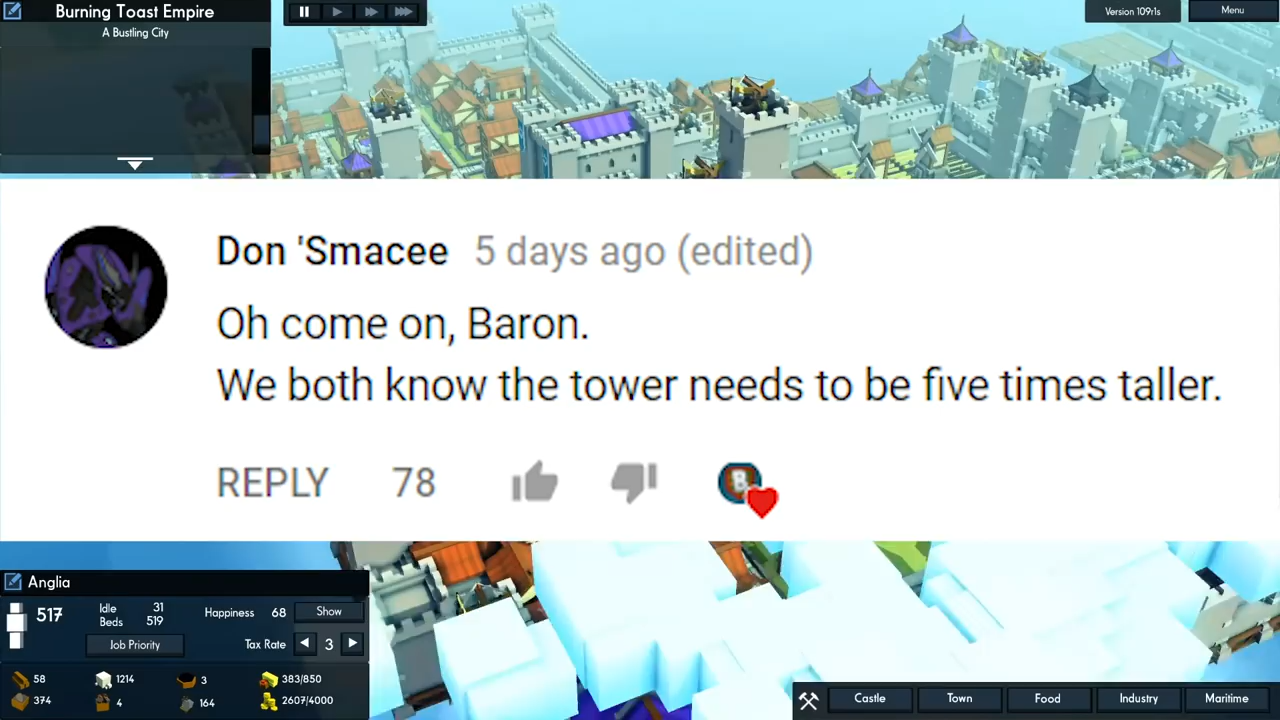 Burning Toast Empire
A Bustling City
Version 109r1s
Menu
Don 'Smacee 5 days ago (edited)
Oh come on, Baron.
We both know the tower needs to be five times taller.
REPLY 78
B
Anglia
517
Idle 31
Beds 519
Happiness 68 Show
Job Priority
Tax Rate 3
58 1214 3 383/850
374 4 164 2607/4000
Castle Town Food Industry Maritime